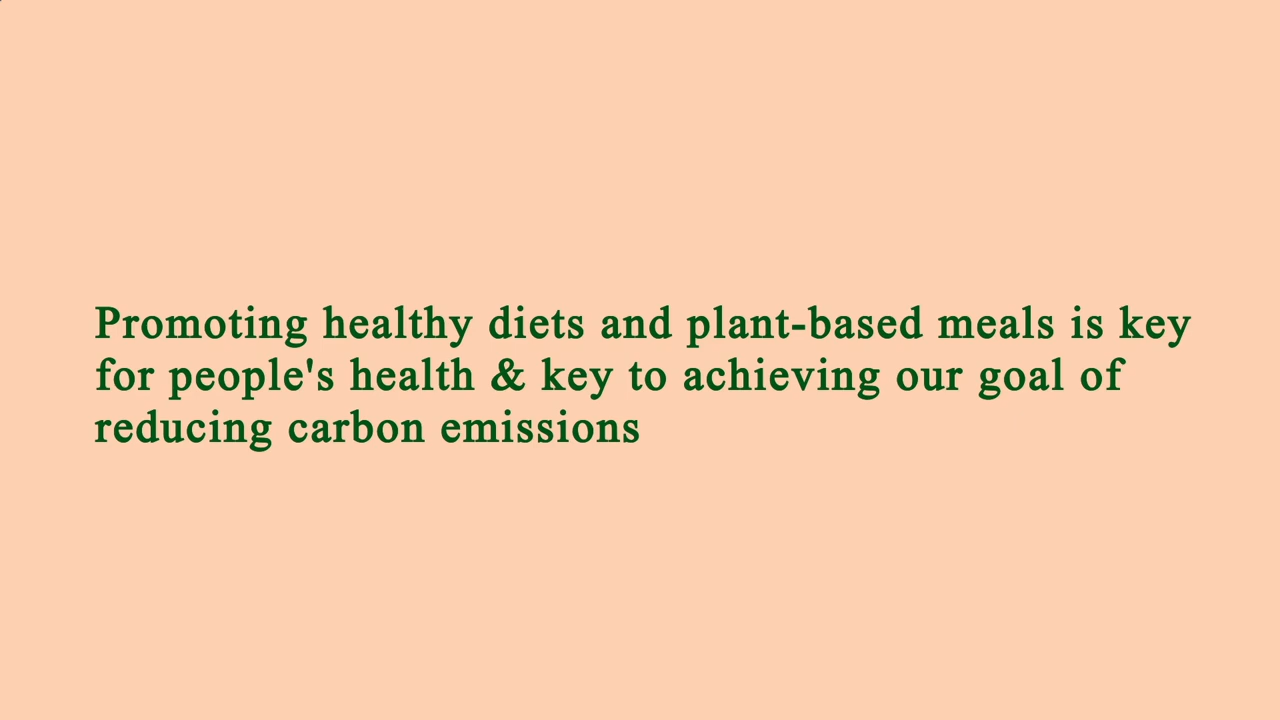 Promoting healthy diets and plant-based meals is key
for people's health & key to achieving our goal of
reducing carbon emissions